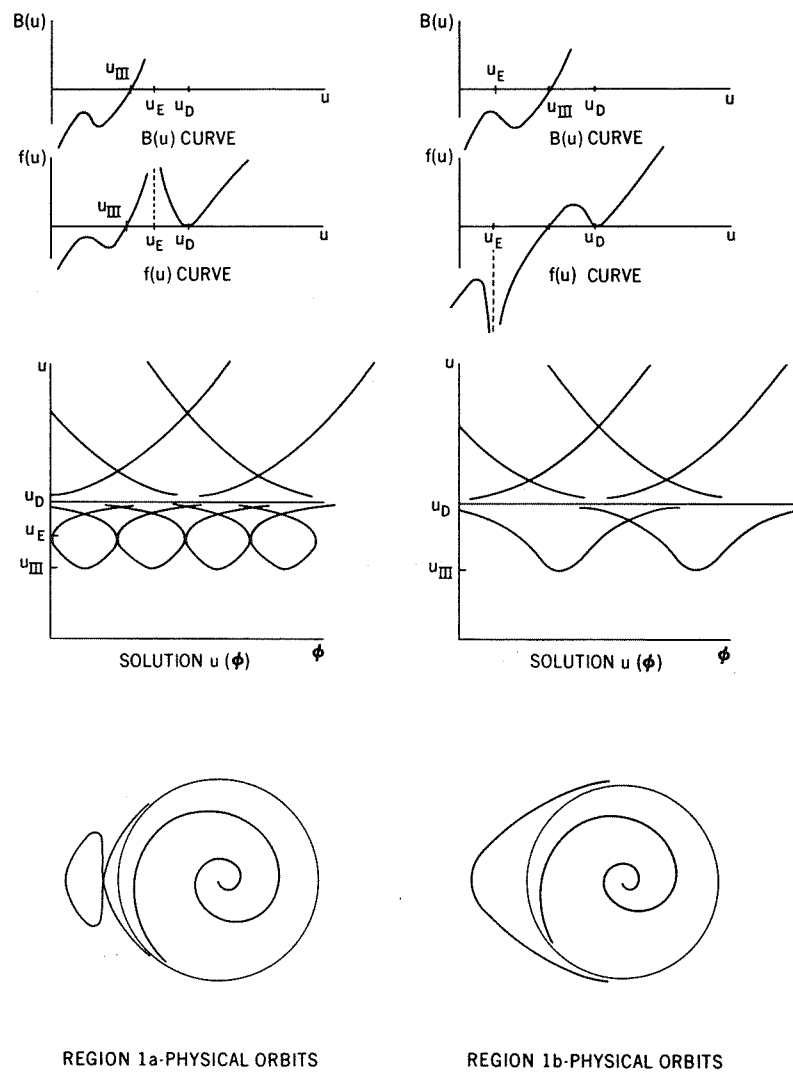 B(u)
u_III
u_E
u_D
u
B(u) CURVE
f(u)
u_III
u_E
u_D
u
f(u) CURVE
u
u_D
u_E
u_III
SOLUTION u (ϕ)
ϕ
B(u)
u_E
u_III
u_D
u
B(u) CURVE
f(u)
u_E
u_D
u
f(u) CURVE
u
u_D
u_III
SOLUTION u (ϕ)
ϕ
REGION 1a-PHYSICAL ORBITS
REGION 1b-PHYSICAL ORBITS